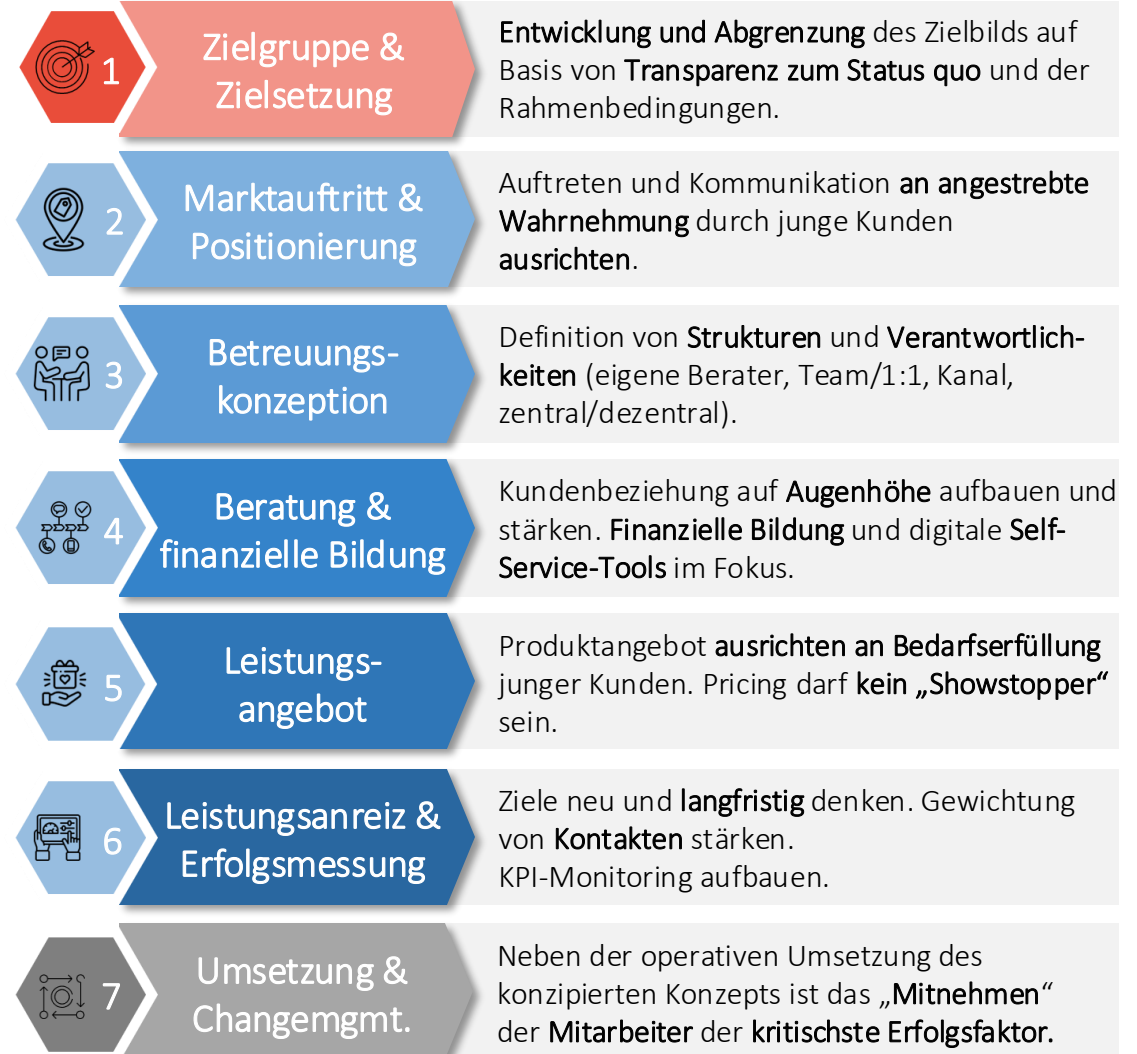 1
Zielgruppe &
Zielsetzung
Entwicklung und Abgrenzung des Zielbilds auf
Basis von Transparenz zum Status quo und der
Rahmenbedingungen.
2
Marktauftritt &
Positionierung
Auftreten und Kommunikation an angestrebte
Wahrnehmung durch junge Kunden
ausrichten.
3
Betreuungs-
konzeption
Definition von Strukturen und Verantwortlich-
keiten (eigene Berater, Team/1:1, Kanal,
zentral/dezentral).
4
Beratung &
finanzielle Bildung
Kundenbeziehung auf Augenhöhe aufbauen und
stärken. Finanzielle Bildung und digitale Self-
Service-Tools im Fokus.
5
Leistungs-
angebot
Produktangebot ausrichten an Bedarfserfüllung
junger Kunden. Pricing darf kein „Showstopper“
sein.
6
Leistungsanreiz &
Erfolgsmessung
Ziele neu und langfristig denken. Gewichtung
von Kontakten stärken.
KPI-Monitoring aufbauen.
7
Umsetzung &
Changemgmt.
Neben der operativen Umsetzung des
konzipierten Konzepts ist das „Mitnehmen“
der Mitarbeiter der kritischste Erfolgsfaktor.